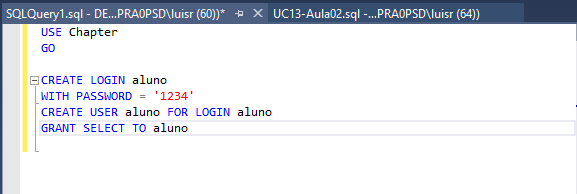 SQLQuery1.sql - DE...PRA0PSD\luisr (60))* UC13-Aula02.sql -...PRA0PSD\luisr (64))
USE Chapter
GO
CREATE LOGIN aluno
WITH PASSWORD = '1234'
CREATE USER aluno FOR LOGIN aluno
GRANT SELECT TO aluno